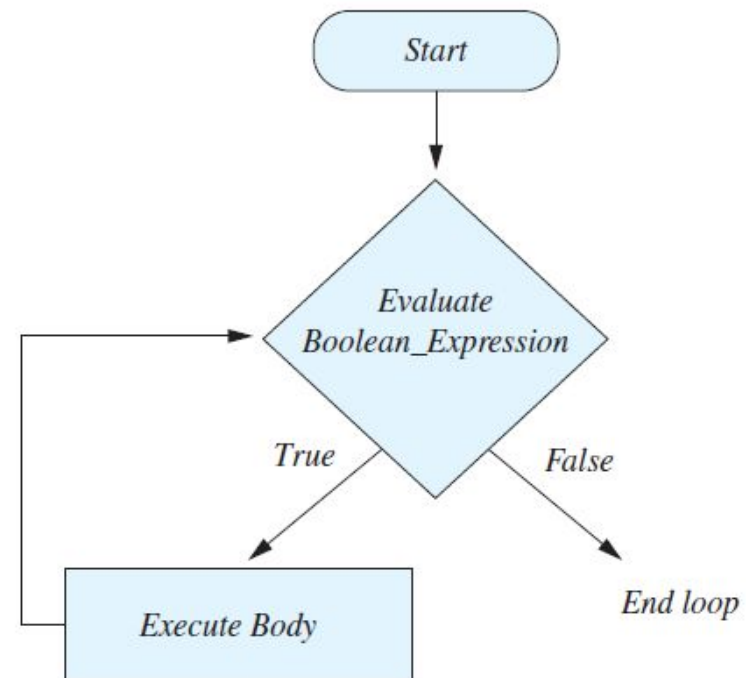 Start
Evaluate
Boolean_Expression
True
False
End loop
Execute Body